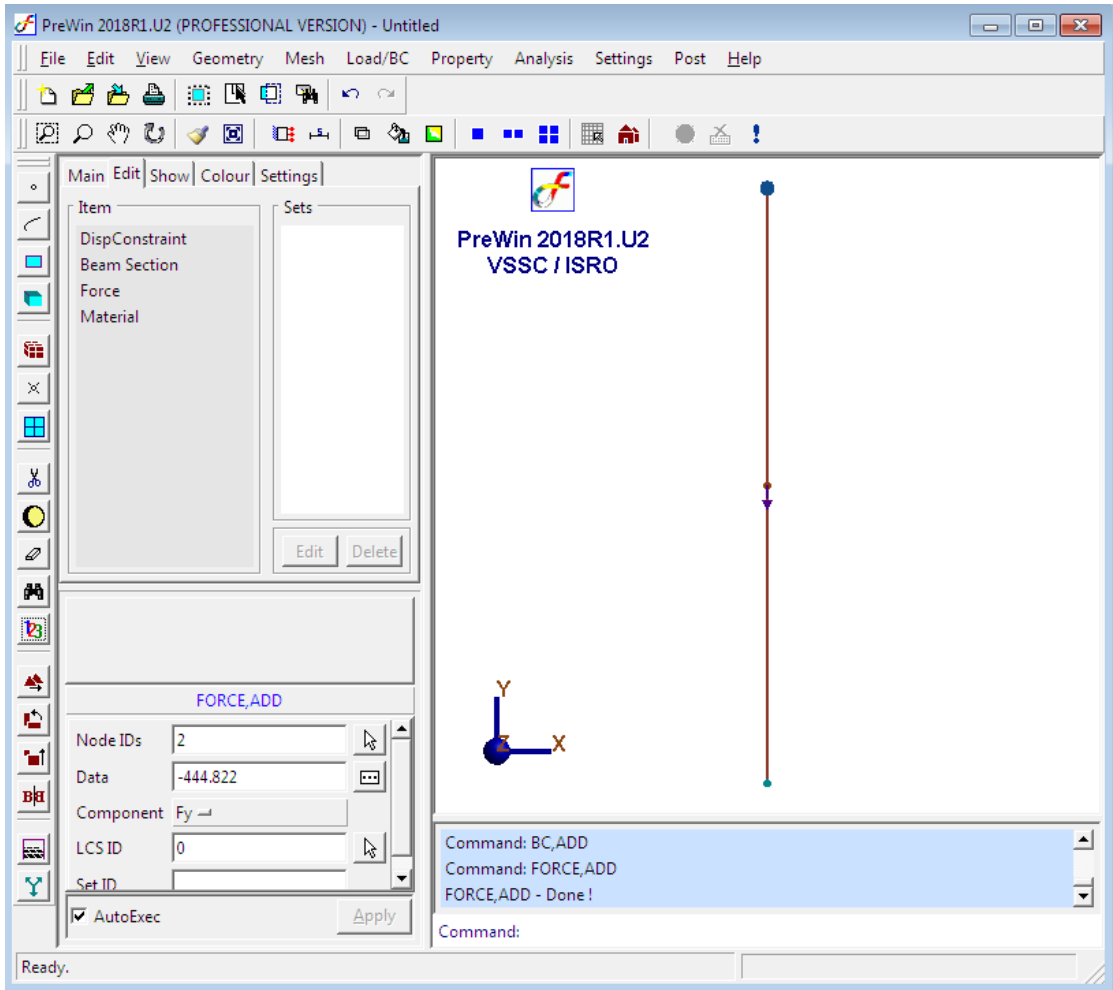 PreWin 2018R1.U2 (PROFESSIONAL VERSION) - Untitled
File Edit View Geometry Mesh Load/BC Property Analysis Settings Post Help
Main Edit Show Colour Settings
Item
DispConstraint
Beam Section
Force
Material
Sets
Edit Delete
FORCE,ADD
Node IDs 2
Data -444.822
Component Fy
LCS ID 0
Set ID
AutoExec Apply
PreWin 2018R1.U2
VSSC / ISRO
Y
Z X
Command: BC,ADD
Command: FORCE,ADD
FORCE,ADD - Done !
Command:
Ready.
123
B B